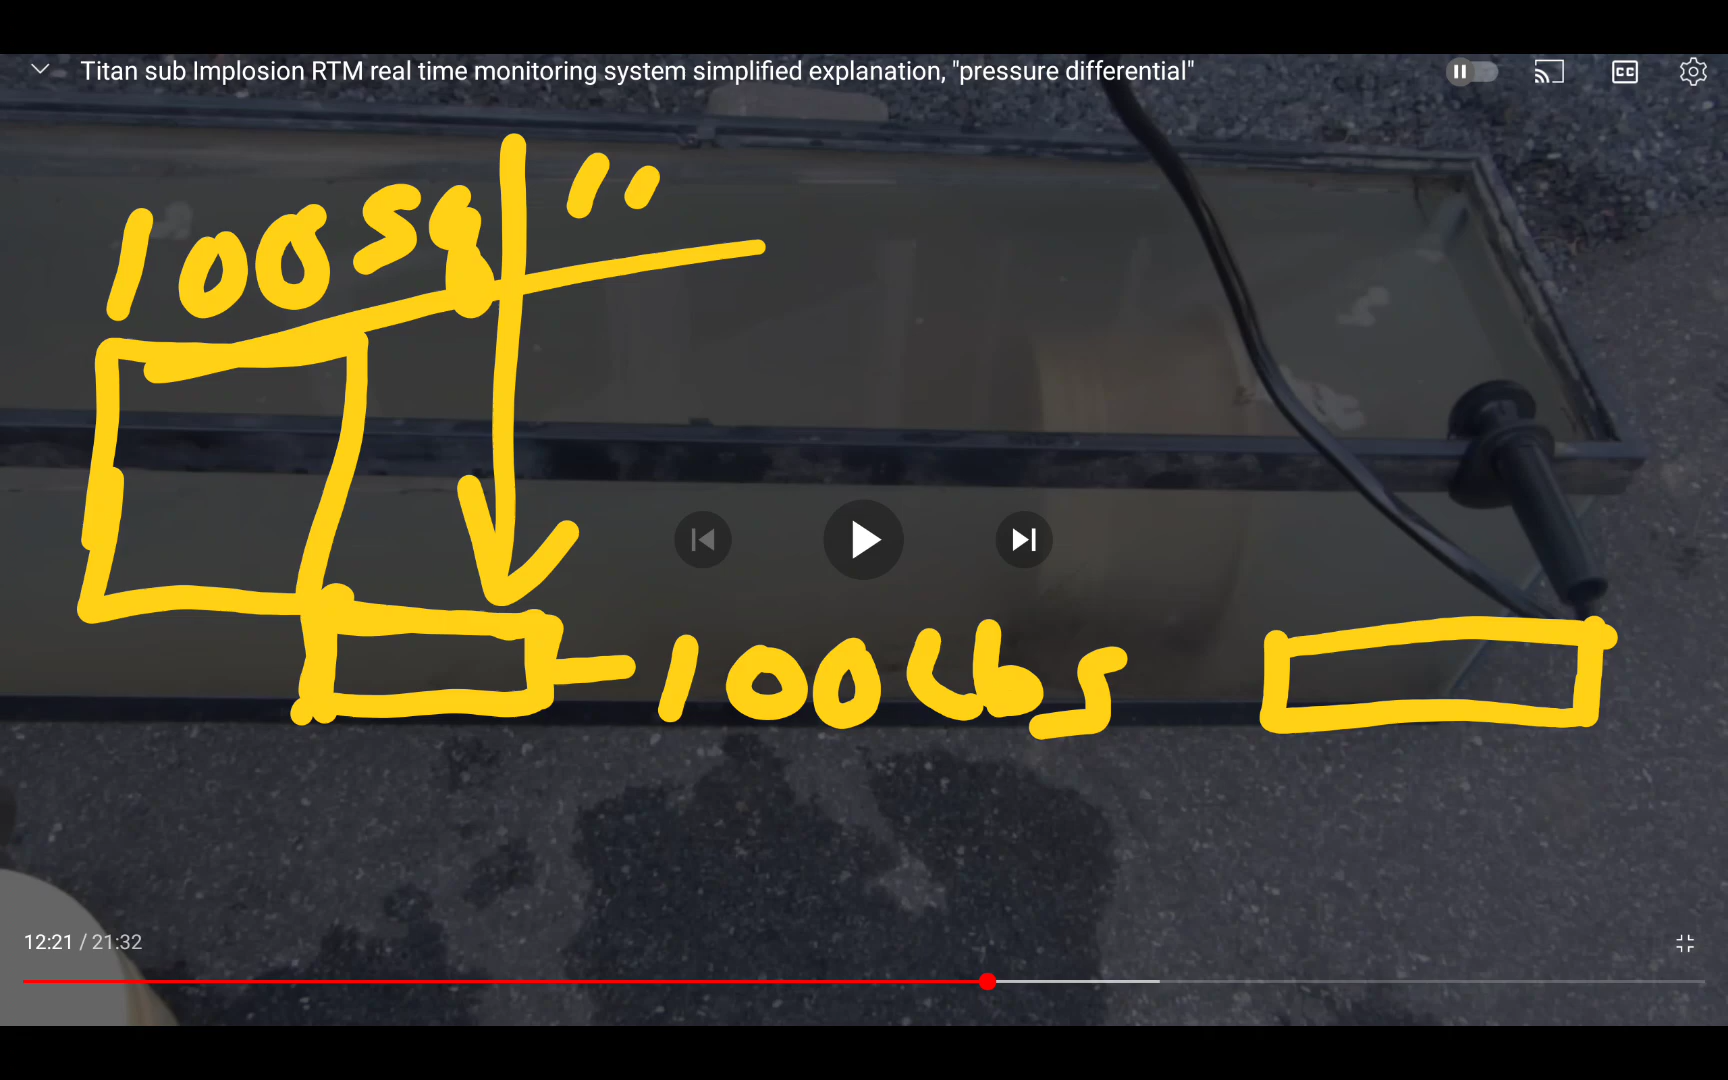 Titan sub Implosion RTM real time monitoring system simplified explanation, "pressure differential"
CC
100 sq "
100 Lbs
12:21 / 21:32